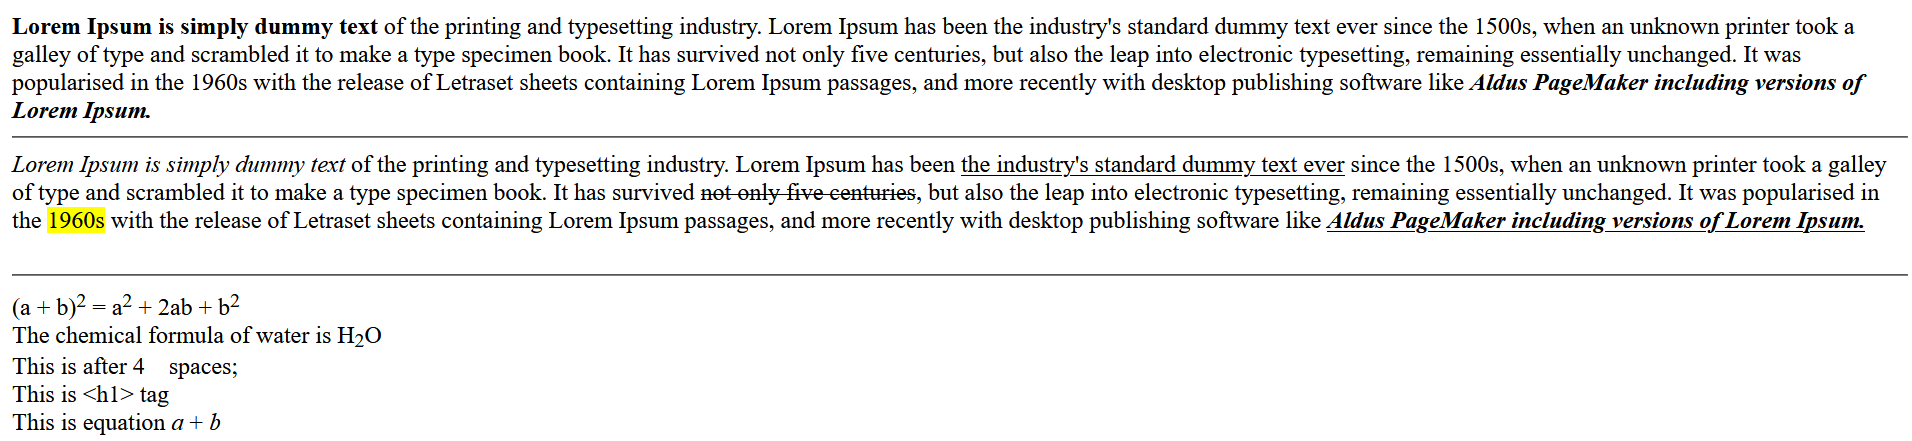 Lorem Ipsum is simply dummy text of the printing and typesetting industry. Lorem Ipsum has been the industry's standard dummy text ever since the 1500s, when an unknown printer took a
galley of type and scrambled it to make a type specimen book. It has survived not only five centuries, but also the leap into electronic typesetting, remaining essentially unchanged. It was
popularised in the 1960s with the release of Letraset sheets containing Lorem Ipsum passages, and more recently with desktop publishing software like Aldus PageMaker including versions of
Lorem Ipsum.
Lorem Ipsum is simply dummy text of the printing and typesetting industry. Lorem Ipsum has been the industry's standard dummy text ever since the 1500s, when an unknown printer took a galley
of type and scrambled it to make a type specimen book. It has survived not only five centuries, but also the leap into electronic typesetting, remaining essentially unchanged. It was popularised in
the 1960s with the release of Letraset sheets containing Lorem Ipsum passages, and more recently with desktop publishing software like Aldus PageMaker including versions of Lorem Ipsum.
(a + b)² = a² + 2ab + b²
The chemical formula of water is H₂O
This is after 4    spaces;
This is <h1> tag
This is equation a + b